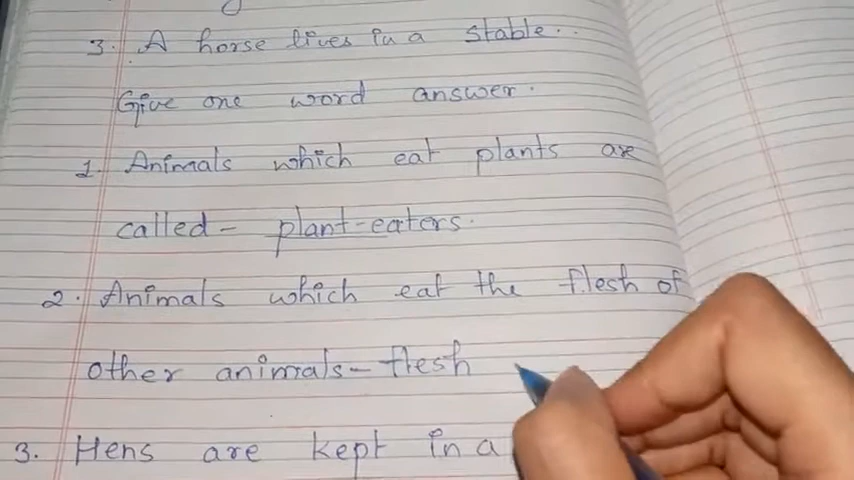 3. A horse lives in a stable..
Give one word answer.
1. Animals which eat plants are
called- plant-eaters.
2. Animals which eat the flesh of
other animals- flesh
3. Hens are kept in a